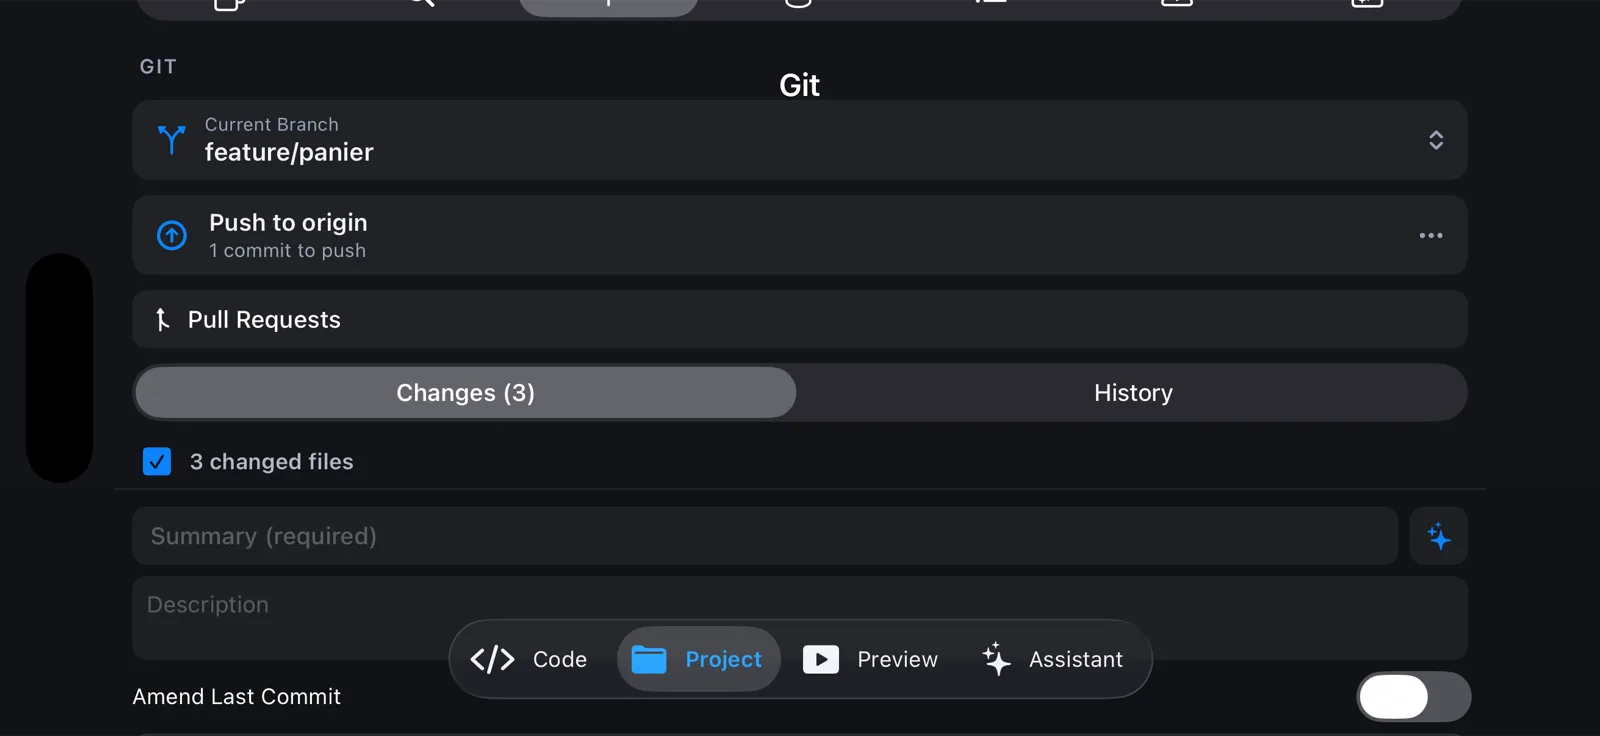 GIT
Git
Current Branch
feature/panier
Push to origin
1 commit to push
Pull Requests
Changes (3)
History
3 changed files
Summary (required)
Description
Code
Project
Preview
Assistant
Amend Last Commit